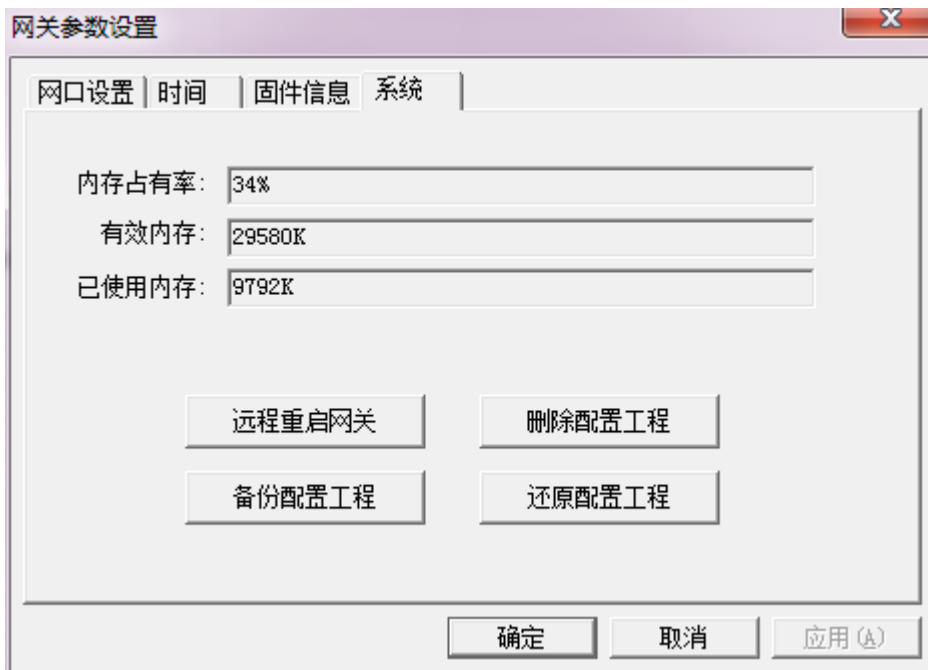 网关参数设置
网口设置 时间 固件信息 系统
内存占有率: 34%
有效内存: 29580K
已使用内存: 9792K
远程重启网关 删除配置工程
备份配置工程 还原配置工程
确定 取消 应用(A)